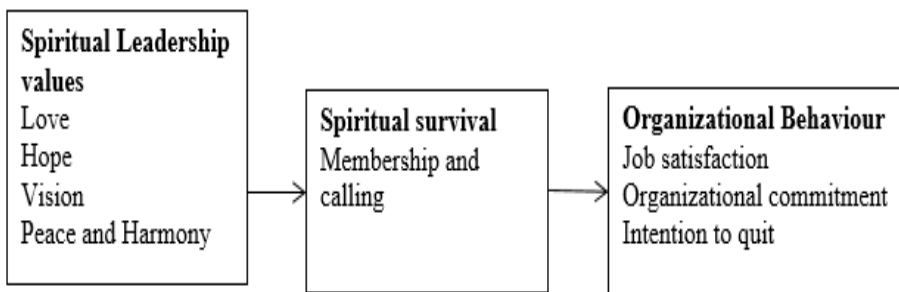 Spiritual Leadership
values
Love
Hope
Vision
Peace and Harmony
Spiritual survival
Membership and
calling
Organizational Behaviour
Job satisfaction
Organizational commitment
Intention to quit